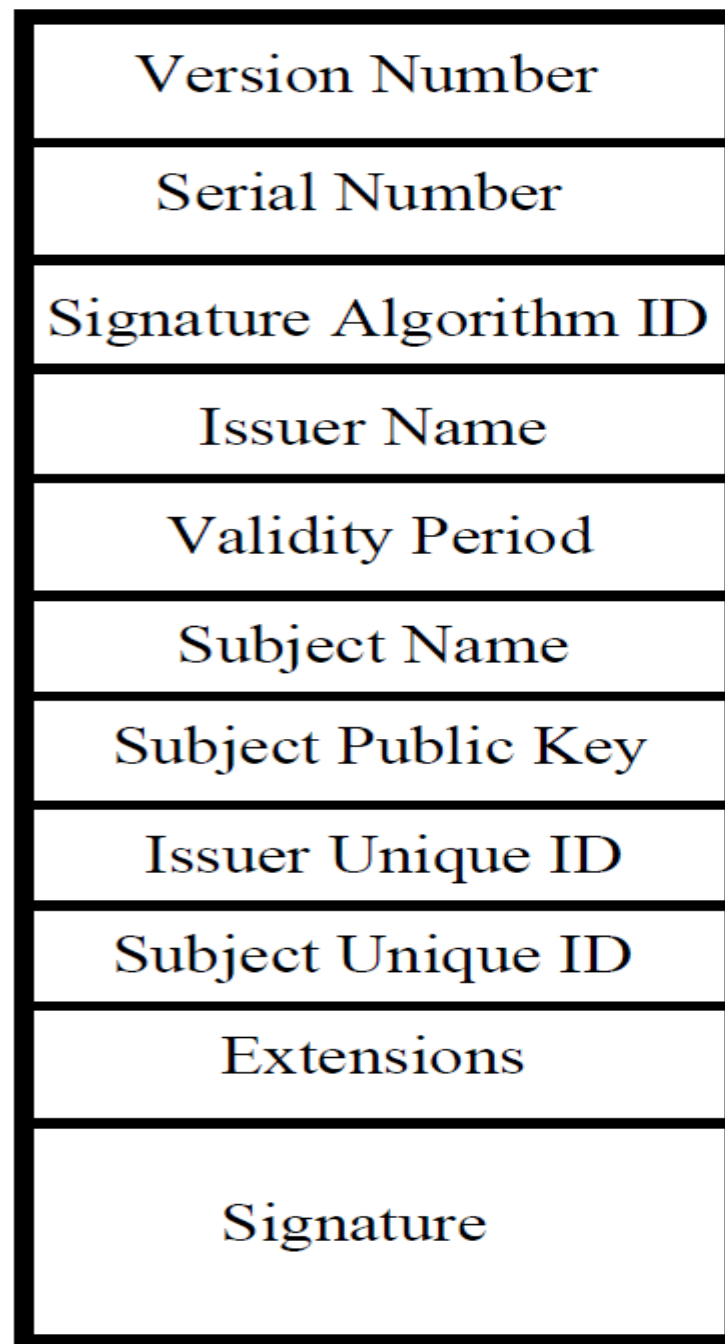 Version Number
Serial Number
Signature Algorithm ID
Issuer Name
Validity Period
Subject Name
Subject Public Key
Issuer Unique ID
Subject Unique ID
Extensions
Signature